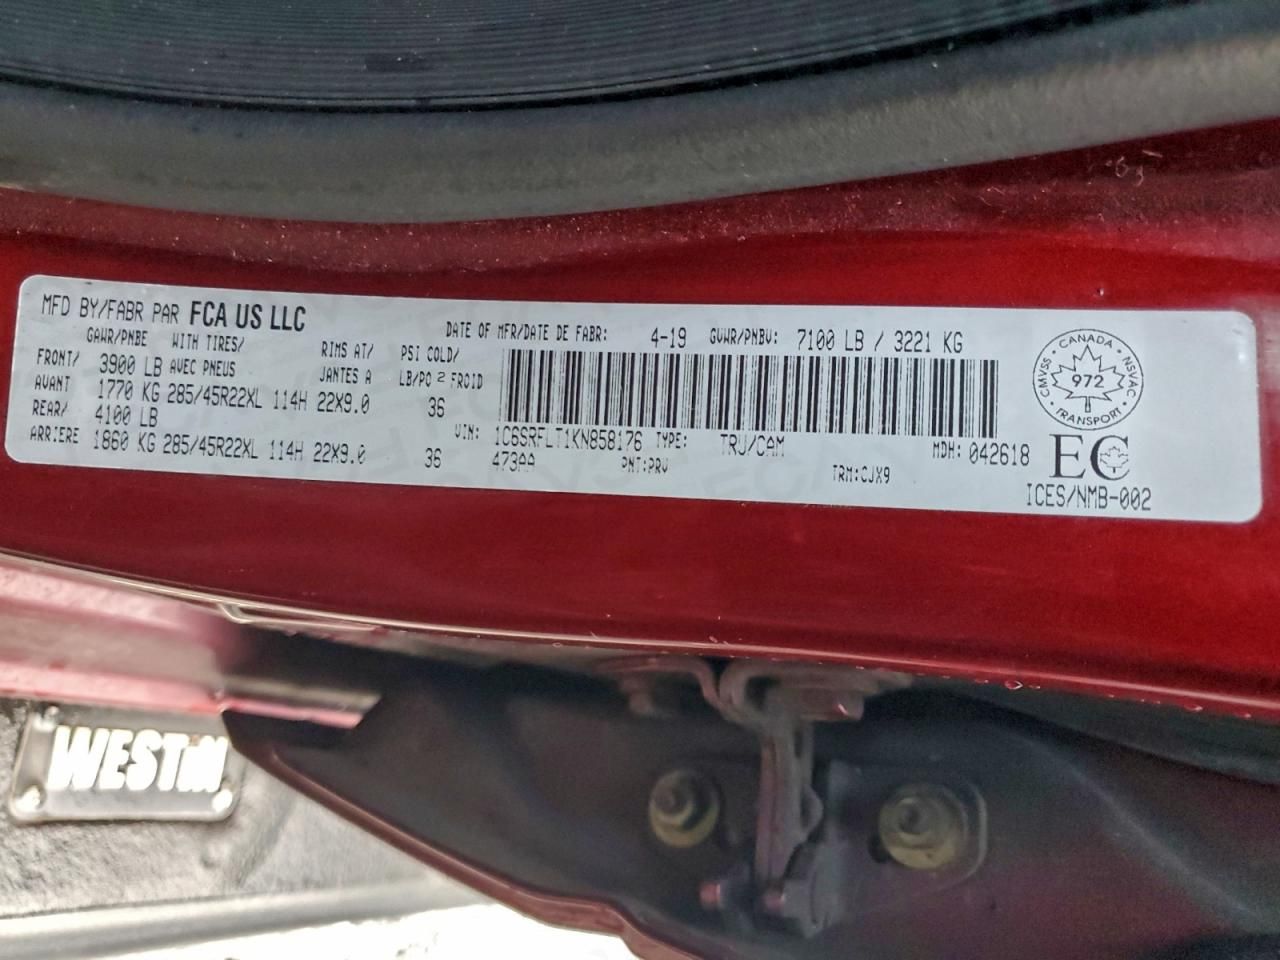 MFD BY/FABR PAR FCA US LLC
DATE OF MFR/DATE DE FABR: 4-19 GVWR/PNBV: 7100 LB / 3221 KG
GAWR/PNBE WITH TIRES/ RIMS AT/ PSI COLD/
FRONT/ 3900 LB AVEC PNEUS JANTES A LB/PO 2 FROID
AVANT 1770 KG 285/45R22XL 114H 22X9.0 36
REAR/ 4100 LB
ARRIERE 1860 KG 285/45R22XL 114H 22X9.0 36
VIN: 1C6SRFLT1KN858176 TYPE: TRU/CAM MDH: 042618
473AA PNT:PRV TRM:CJX9
CMVSS · CANADA · NSVAC
972
· TRANSPORT ·
EC
ICES/NMB-002
WESTIN